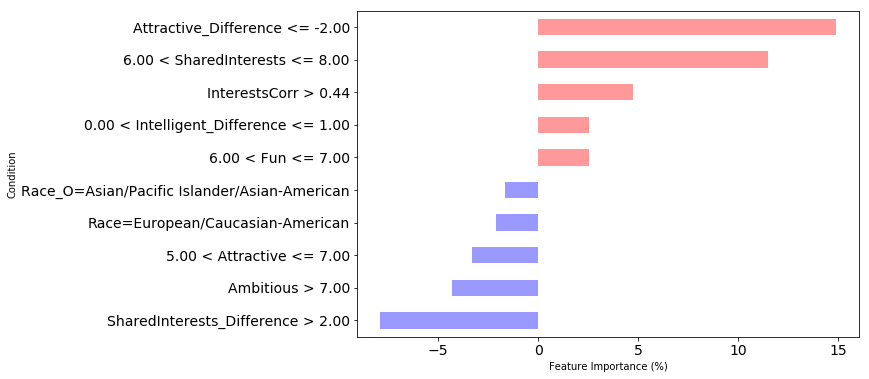 Attractive_Difference <= -2.00
6.00 < SharedInterests <= 8.00
InterestsCorr > 0.44
0.00 < Intelligent_Difference <= 1.00
6.00 < Fun <= 7.00
Race_O=Asian/Pacific Islander/Asian-American
Race=European/Caucasian-American
5.00 < Attractive <= 7.00
Ambitious > 7.00
SharedInterests_Difference > 2.00
Condition
−5 0 5 10 15
Feature Importance (%)